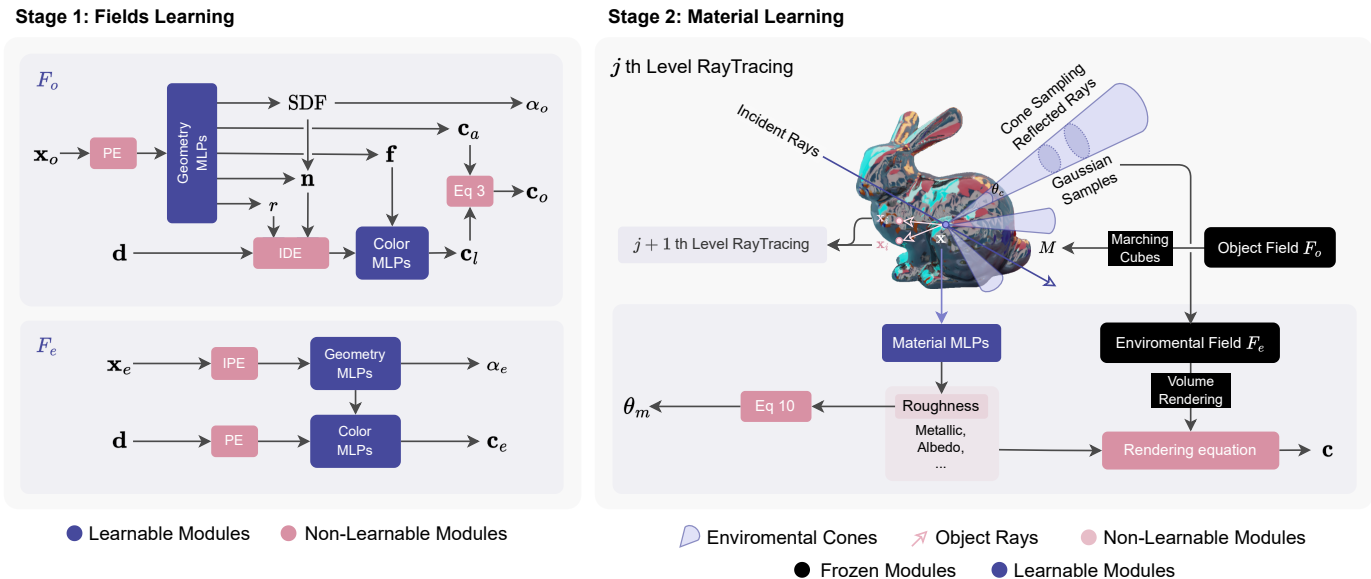 Stage 1: Fields Learning
F_o
x_o
PE
Geometry
MLPs
SDF
α_o
c_a
f
n
r
Eq 3
c_o
d
IDE
Color
MLPs
c_l
F_e
x_e
IPE
Geometry
MLPs
α_e
d
PE
Color
MLPs
c_e
Learnable Modules
Non-Learnable Modules
Stage 2: Material Learning
j th Level RayTracing
Incident Rays
Cone Sampling
Reflected Rays
Gaussian
Samples
θ_c
x_i
x
j + 1 th Level RayTracing
M
Marching
Cubes
Object Field F_o
Material MLPs
Enviromental Field F_e
Volume
Rendering
θ_m
Eq 10
Roughness
Metallic,
Albedo,
...
Rendering equation
c
Enviromental Cones
Object Rays
Non-Learnable Modules
Frozen Modules
Learnable Modules